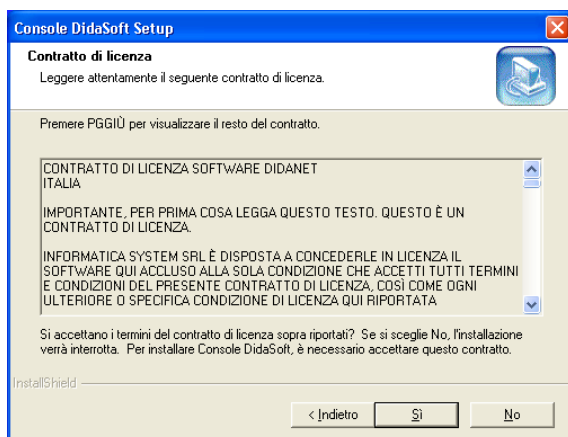 Console DidaSoft Setup
Contratto di licenza
Leggere attentamente il seguente contratto di licenza.
Premere PGGIÙ per visualizzare il resto del contratto.
CONTRATTO DI LICENZA SOFTWARE DIDANET
ITALIA
IMPORTANTE, PER PRIMA COSA LEGGA QUESTO TESTO. QUESTO È UN
CONTRATTO DI LICENZA.
INFORMATICA SYSTEM SRL È DISPOSTA A CONCEDERLE IN LICENZA IL
SOFTWARE QUI ACCLUSO ALLA SOLA CONDIZIONE CHE ACCETTI TUTTI TERMINI
E CONDIZIONI DEL PRESENTE CONTRATTO DI LICENZA, COSÌ COME OGNI
ULTERIORE O SPECIFICA CONDIZIONE DI LICENZA QUI RIPORTATA
Si accettano i termini del contratto di licenza sopra riportati? Se si sceglie No, l'installazione
verrà interrotta. Per installare Console DidaSoft, è necessario accettare questo contratto.
InstallShield
< Indietro Sì No